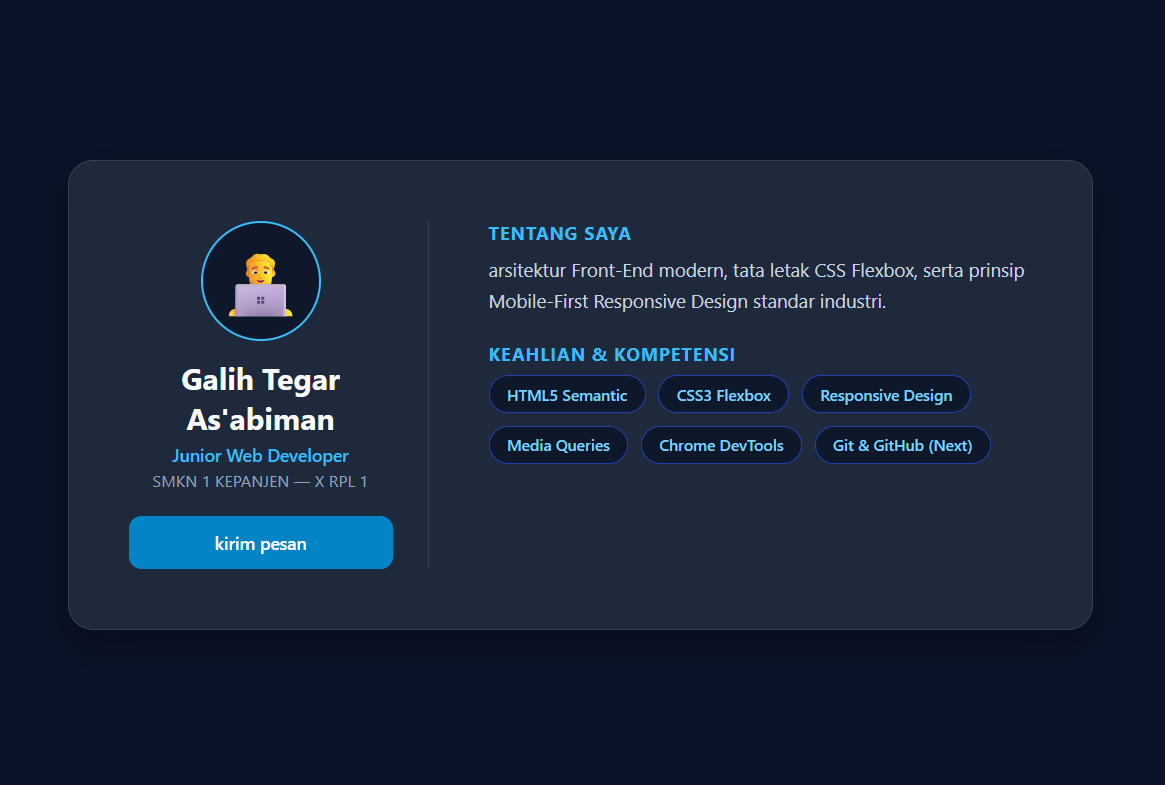 Galih Tegar
As'abiman
Junior Web Developer
SMKN 1 KEPANJEN — X RPL 1
kirim pesan
TENTANG SAYA
arsitektur Front-End modern, tata letak CSS Flexbox, serta prinsip
Mobile-First Responsive Design standar industri.
KEAHLIAN & KOMPETENSI
HTML5 Semantic
CSS3 Flexbox
Responsive Design
Media Queries
Chrome DevTools
Git & GitHub (Next)